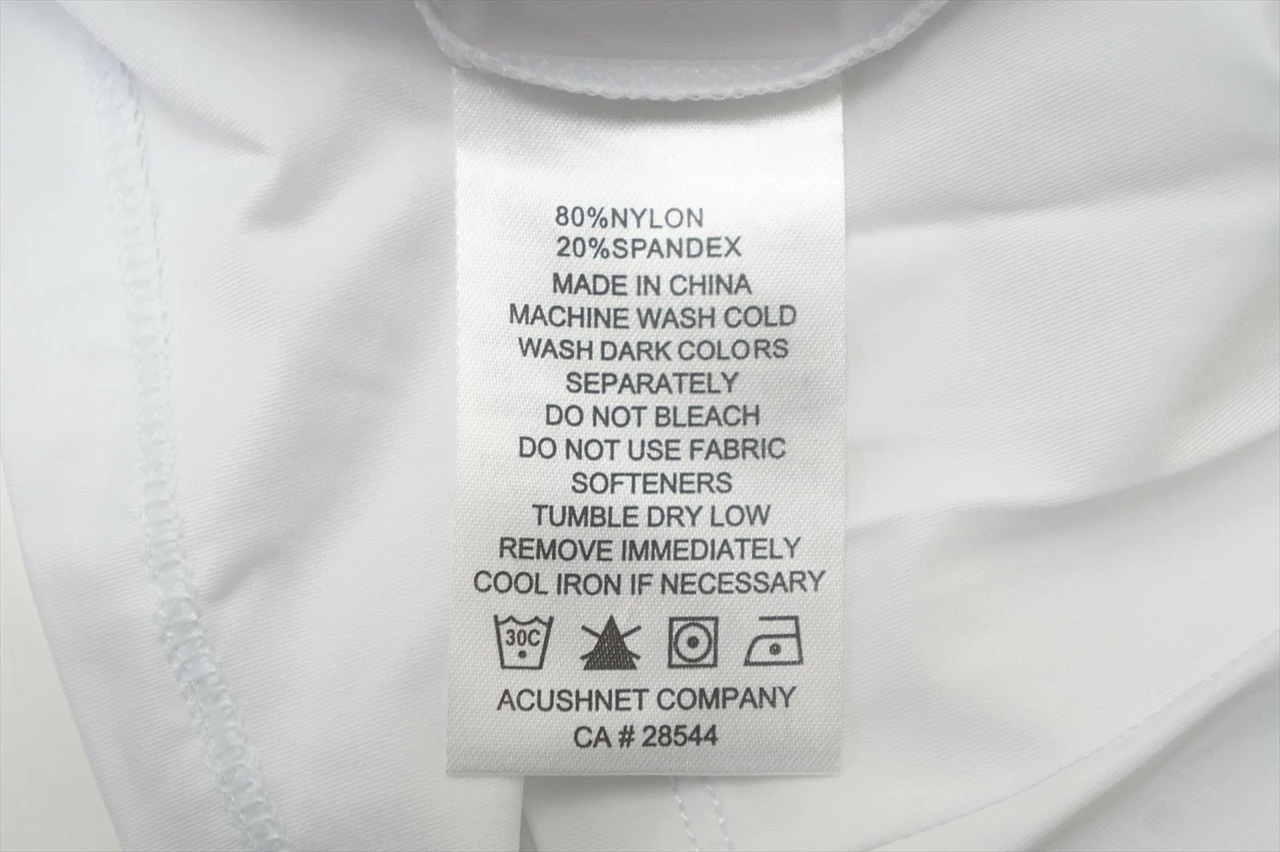 80%NYLON
20%SPANDEX
MADE IN CHINA
MACHINE WASH COLD
WASH DARK COLORS
SEPARATELY
DO NOT BLEACH
DO NOT USE FABRIC
SOFTENERS
TUMBLE DRY LOW
REMOVE IMMEDIATELY
COOL IRON IF NECESSARY
30C
ACUSHNET COMPANY
CA # 28544